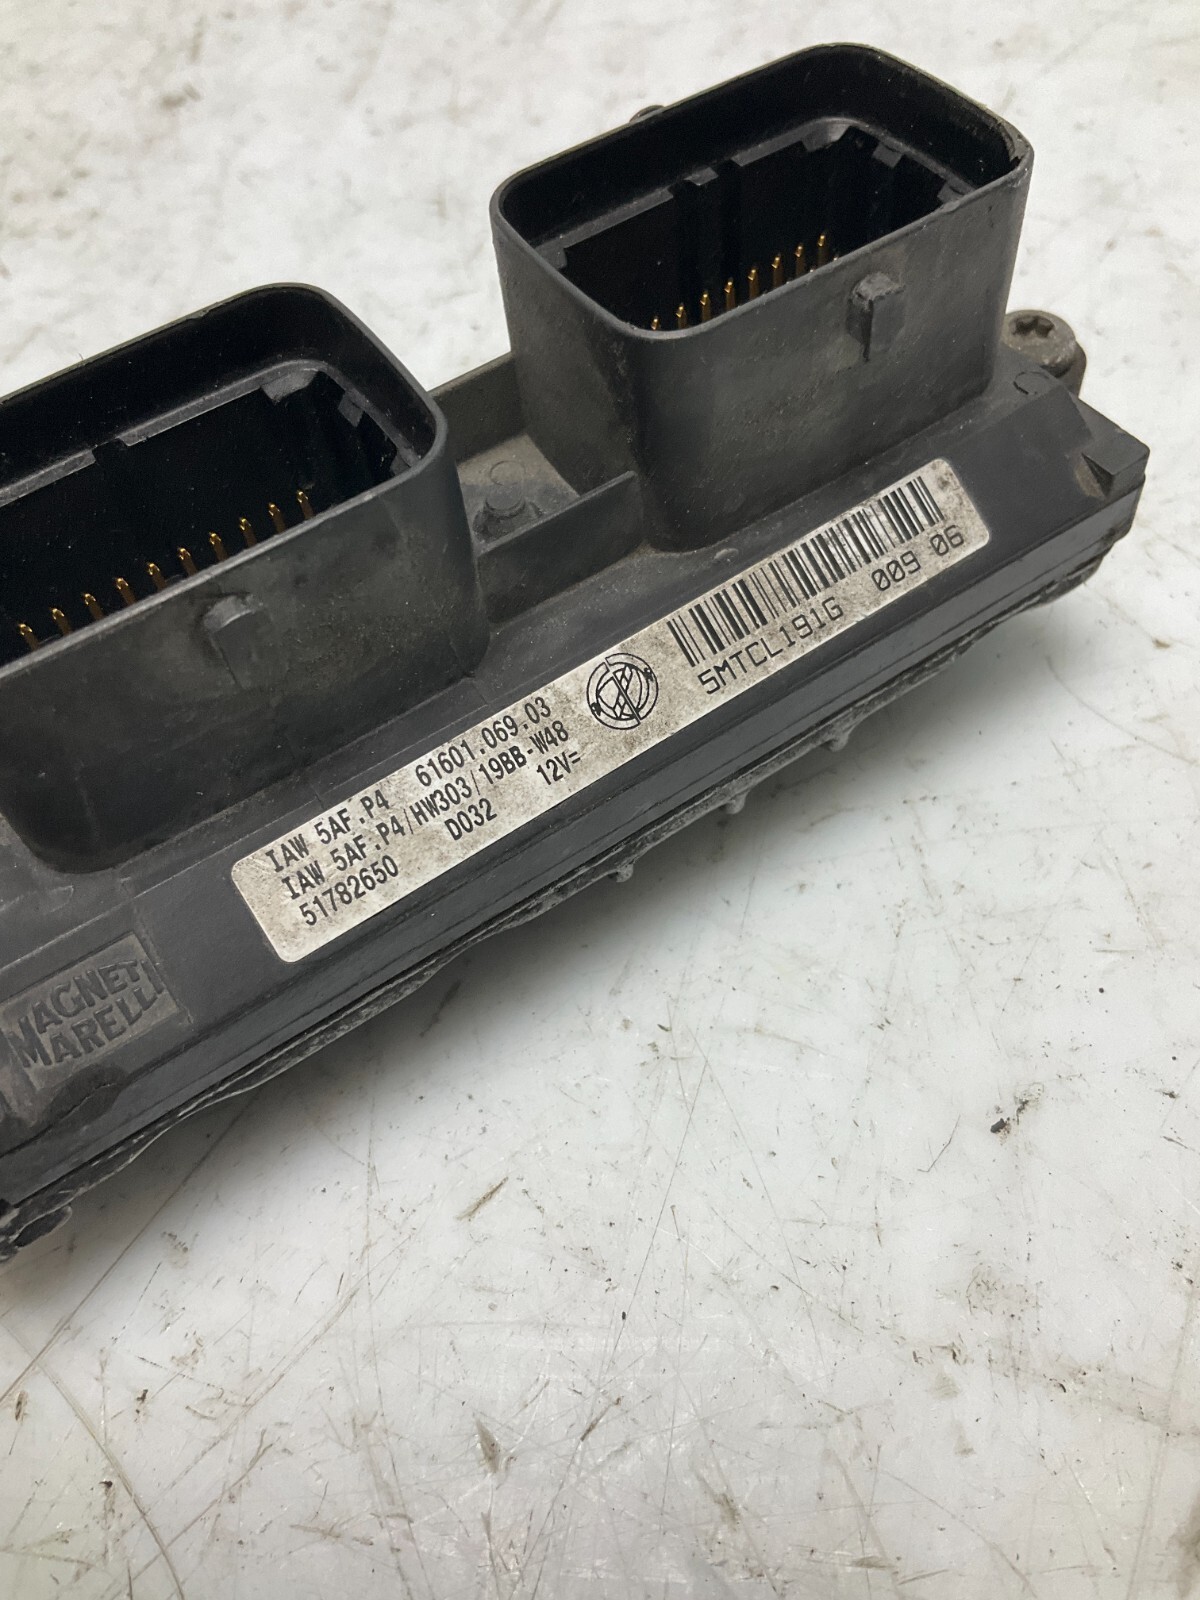 IAW 5AF.P4 61601.069.03
IAW 5AF.P4/HW303/19BB-W48
51782650 D032 12V=
5MTCL191G 009 06
MAGNETI
MARELLI